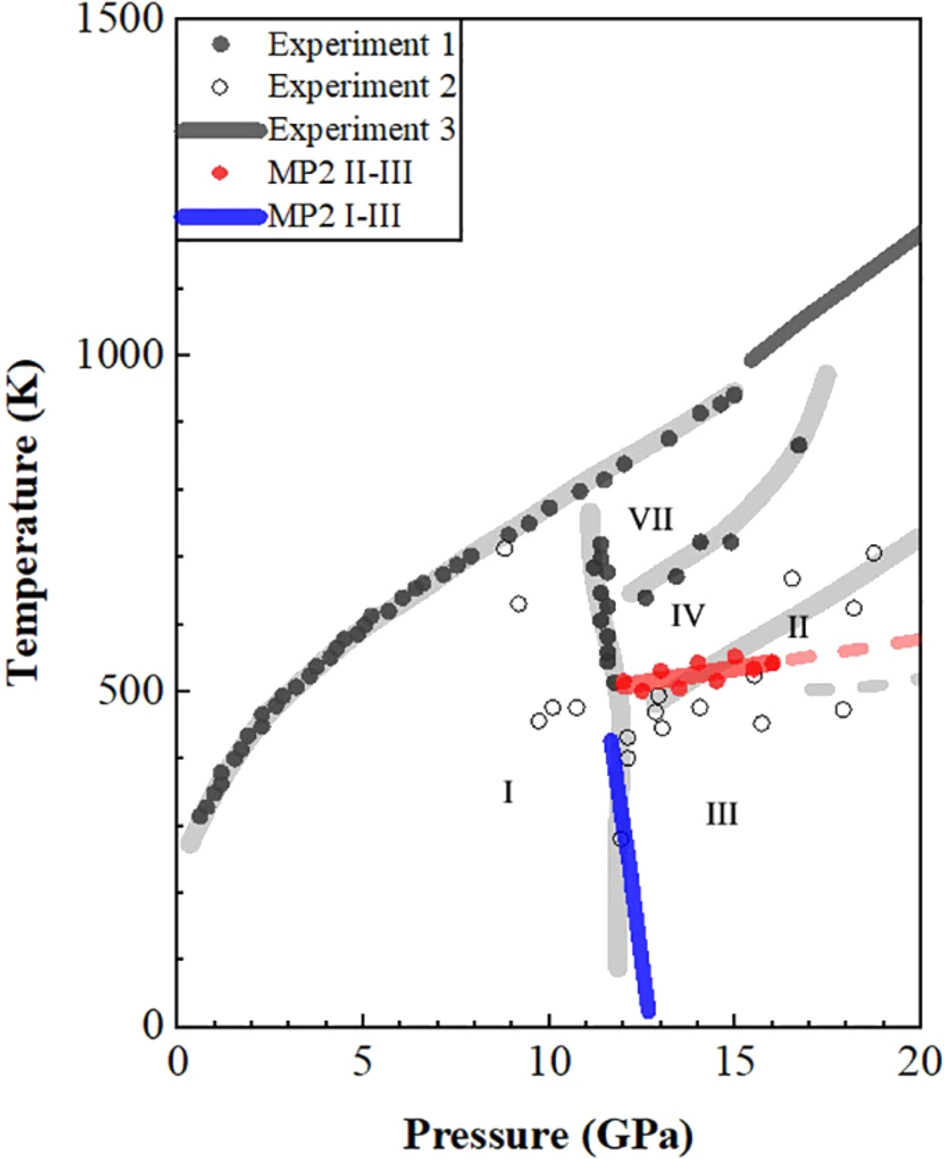 1500
Experiment 1
Experiment 2
Experiment 3
MP2 II-III
MP2 I-III
1000
Temperature (K)
VII
IV
II
500
I
III
0
0 5 10 15 20
Pressure (GPa)